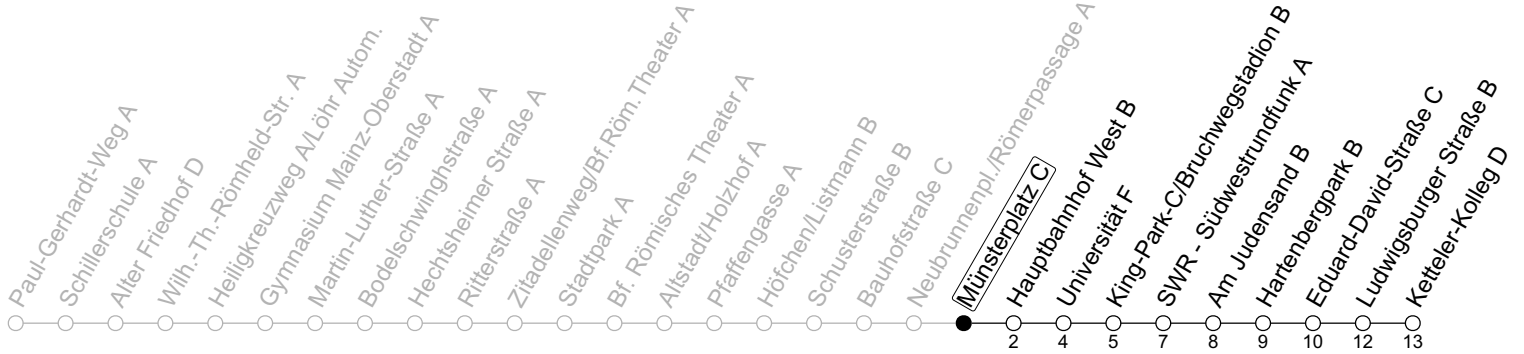 Paul-Gerhardt-Weg A
Schillerschule A
Alter Friedhof D
Wilh.-Th.-Römheld-Str. A
Heiligkreuzweg A/Löhr Autom.
Gymnasium Mainz-Oberstadt A
Martin-Luther-Straße A
Bodelschwinghstraße A
Hechtsheimer Straße A
Ritterstraße A
Zitadellenweg/Bf.Röm.Theater A
Stadtpark A
Bf. Römisches Theater A
Altstadt/Holzhof A
Pfaffengasse A
Höfchen/Listmann B
Schusterstraße B
Bauhofstraße C
Neubrunnenpl./Römerpassage A
Münsterplatz C
Hauptbahnhof West B
Universität F
King-Park-C/Bruchwegstadion B
SWR - Südwestrundfunk A
Am Judensand B
Hartenbergpark B
Eduard-David-Straße C
Ludwigsburger Straße B
Ketteler-Kolleg D
2 4 5 7 8 9 10 12 13